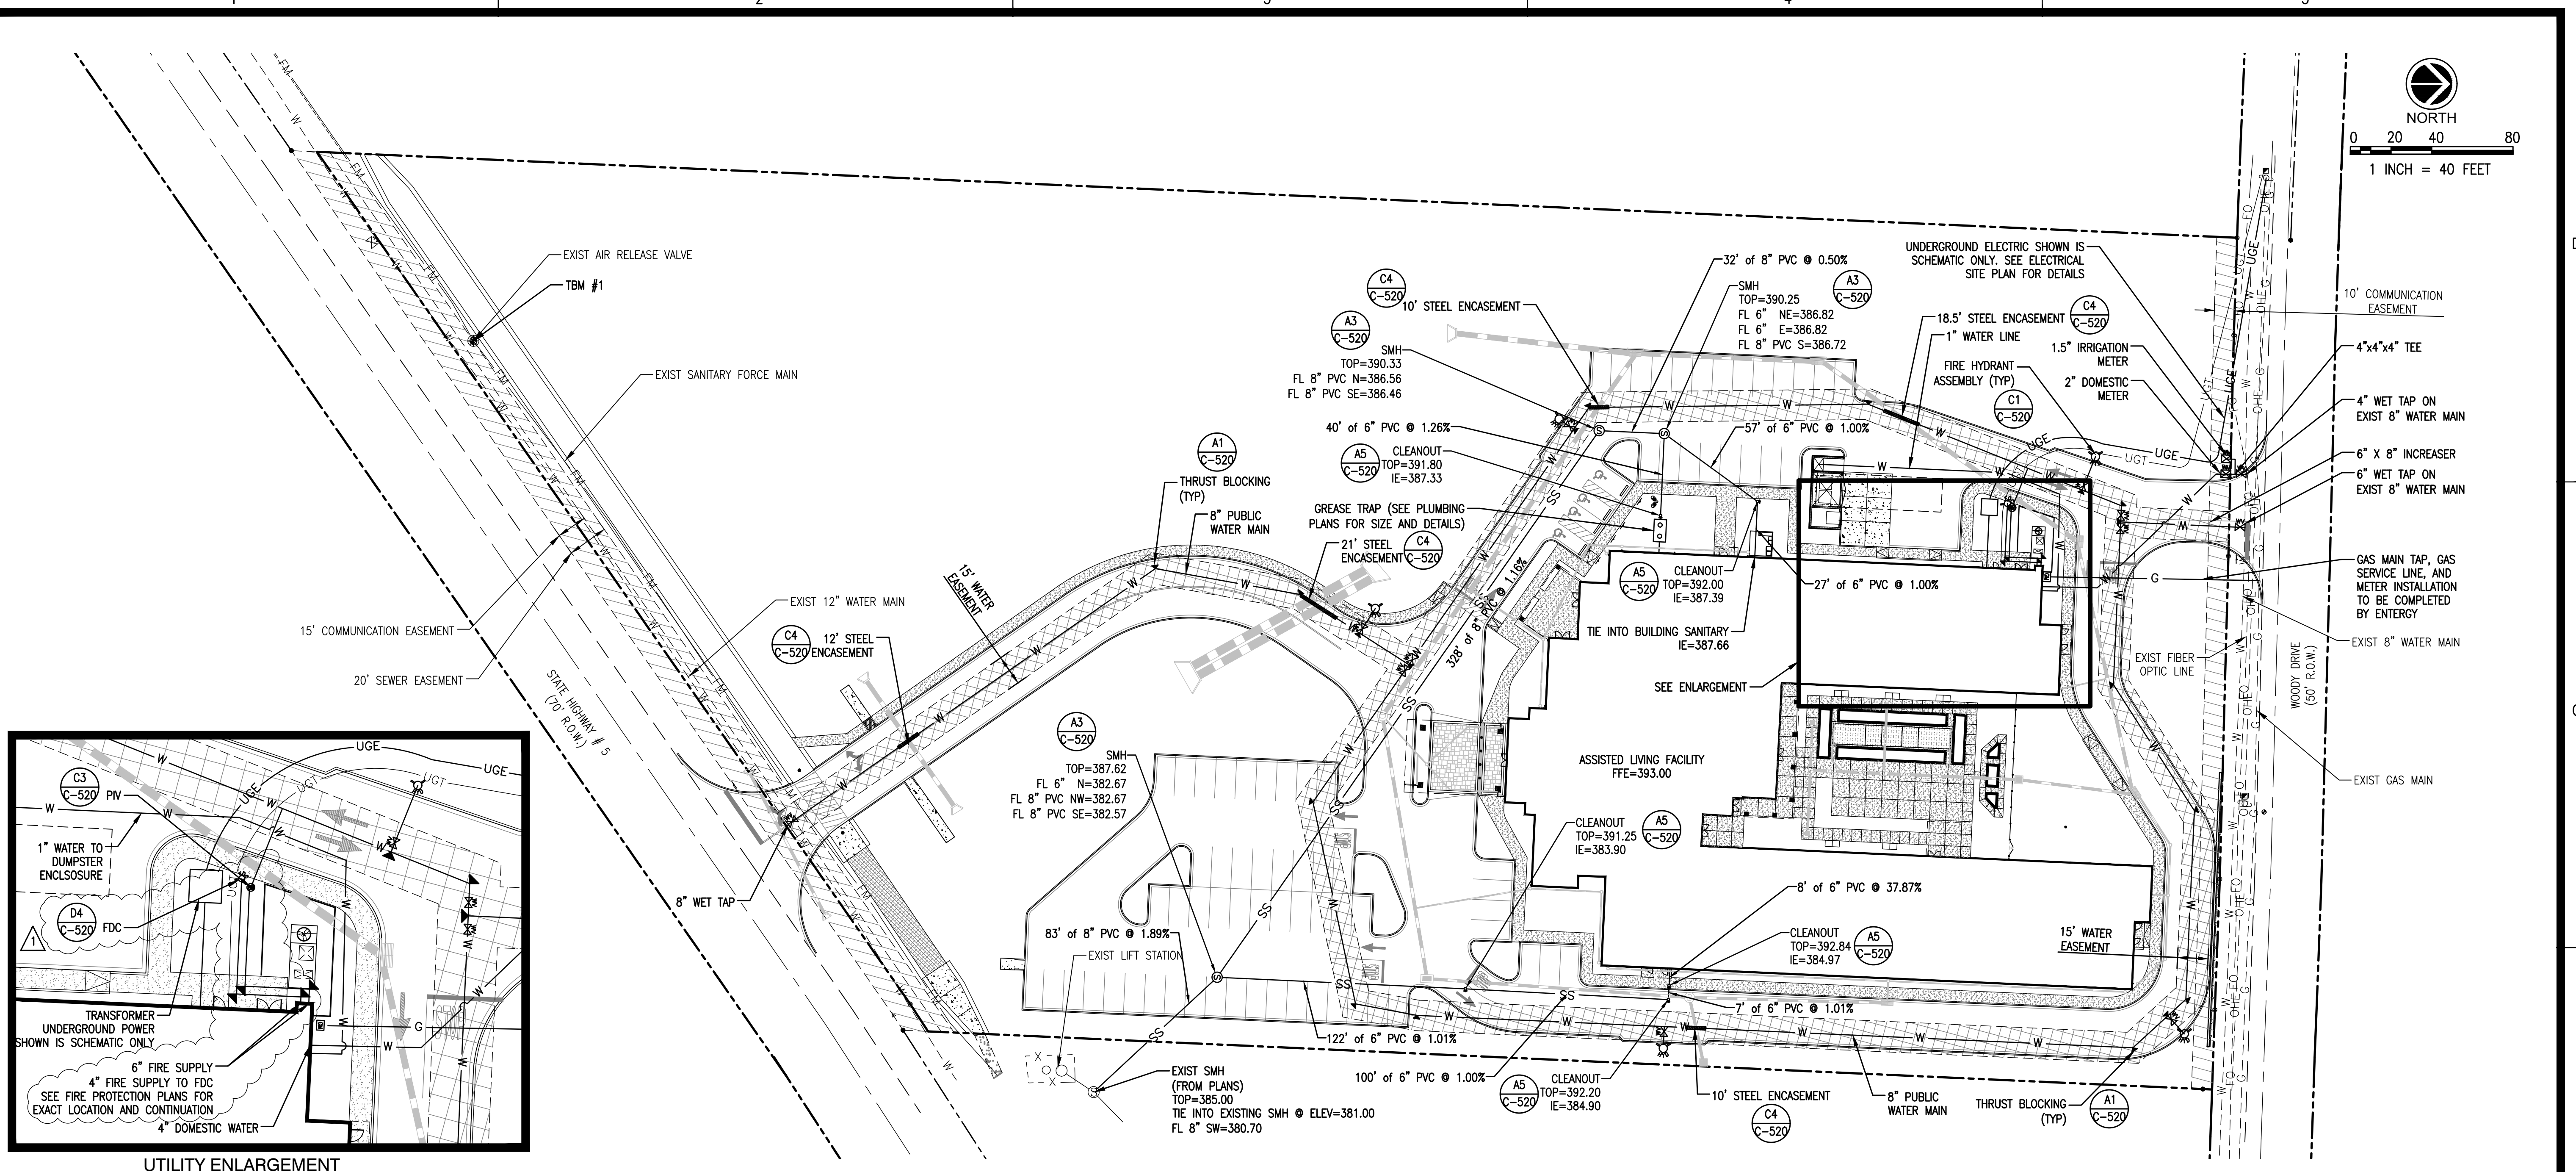 2
4
NORTH
0 20 40 80
1 INCH = 40 FEET
EXIST AIR RELEASE VALVE
TBM #1
EXIST SANITARY FORCE MAIN
EXIST 12" WATER MAIN
15' COMMUNICATION EASEMENT
20' SEWER EASEMENT
STATE HIGHWAY # 5
(70' R.O.W.)
8" WET TAP
C4
C-520
12' STEEL
ENCASEMENT
15' WATER
EASEMENT
A1
C-520
THRUST BLOCKING
(TYP)
8" PUBLIC
WATER MAIN
C4
C-520
10' STEEL ENCASEMENT
A3
C-520
SMH
TOP=390.33
FL 8" PVC N=386.56
FL 8" PVC SE=386.46
40' of 6" PVC @ 1.26%
A5
C-520
CLEANOUT
TOP=391.80
IE=387.33
GREASE TRAP (SEE PLUMBING
PLANS FOR SIZE AND DETAILS)
21' STEEL
ENCASEMENT
C4
C-520
32' of 8" PVC @ 0.50%
SMH
TOP=390.25
FL 6" NE=386.82
FL 6" E=386.82
FL 8" PVC S=386.72
A3
C-520
57' of 6" PVC @ 1.00%
328' of 8" PVC @ 1.16%
UNDERGROUND ELECTRIC SHOWN IS
SCHEMATIC ONLY. SEE ELECTRICAL
SITE PLAN FOR DETAILS
18.5' STEEL ENCASEMENT
C4
C-520
1" WATER LINE
1.5" IRRIGATION
METER
FIRE HYDRANT
ASSEMBLY (TYP)
2" DOMESTIC
METER
C1
C-520
10' COMMUNICATION
EASEMENT
4"x4"x4" TEE
4" WET TAP ON
EXIST 8" WATER MAIN
6" X 8" INCREASER
6" WET TAP ON
EXIST 8" WATER MAIN
GAS MAIN TAP, GAS
SERVICE LINE, AND
METER INSTALLATION
TO BE COMPLETED
BY ENTERGY
EXIST 8" WATER MAIN
EXIST FIBER
OPTIC LINE
WOODY DRIVE
(50' R.O.W.)
EXIST GAS MAIN
A5
C-520
CLEANOUT
TOP=392.00
IE=387.39
27' of 6" PVC @ 1.00%
TIE INTO BUILDING SANITARY
IE=387.66
SEE ENLARGEMENT
ASSISTED LIVING FACILITY
FFE=393.00
A3
C-520
SMH
TOP=387.62
FL 6" N=382.67
FL 8" PVC NW=382.67
FL 8" PVC SE=382.57
CLEANOUT
TOP=391.25
IE=383.90
A5
C-520
8' of 6" PVC @ 37.87%
CLEANOUT
TOP=392.84
IE=384.97
A5
C-520
15' WATER
EASEMENT
83' of 8" PVC @ 1.89%
EXIST LIFT STATION
7' of 6" PVC @ 1.01%
122' of 6" PVC @ 1.01%
100' of 6" PVC @ 1.00%
EXIST SMH
(FROM PLANS)
TOP=385.00
TIE INTO EXISTING SMH @ ELEV=381.00
FL 8" SW=380.70
A5
C-520
CLEANOUT
TOP=392.20
IE=384.90
10' STEEL ENCASEMENT
C4
C-520
8" PUBLIC
WATER MAIN
THRUST BLOCKING
(TYP)
A1
C-520
UGE
UGE
UGT
C3
C-520
PIV
1" WATER TO
DUMPSTER
ENCLSOSURE
D4
C-520
FDC
1
TRANSFORMER
UNDERGROUND POWER
SHOWN IS SCHEMATIC ONLY
6" FIRE SUPPLY
4" FIRE SUPPLY TO FDC
SEE FIRE PROTECTION PLANS FOR
EXACT LOCATION AND CONTINUATION
4" DOMESTIC WATER
UTILITY ENLARGEMENT